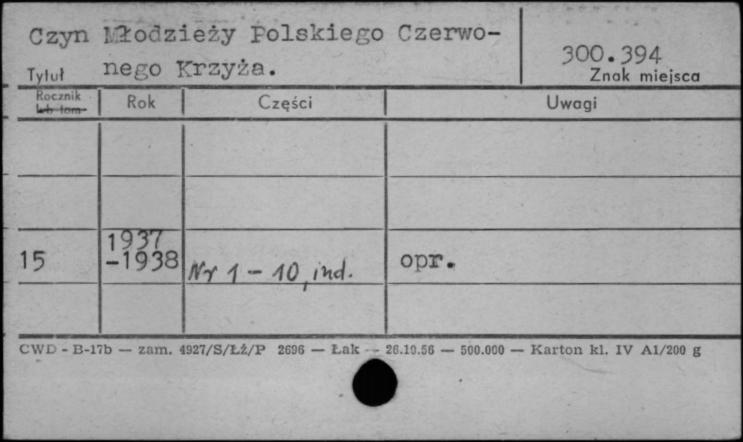 Czyn Młodzieży Polskiego Czerwo-
nego Krzyża.
Tytuł
300.394
Znak miejsca
Rocznik lub tom
Rok
Części
Uwagi
15
1937
-1938
Nr 1 - 10, ind.
opr.
CWD - B-17b — zam. 4927/S/ŁŻ/P 2696 — Łak — 26.10.56 — 500.000 — Karton kl. IV A1/200 g